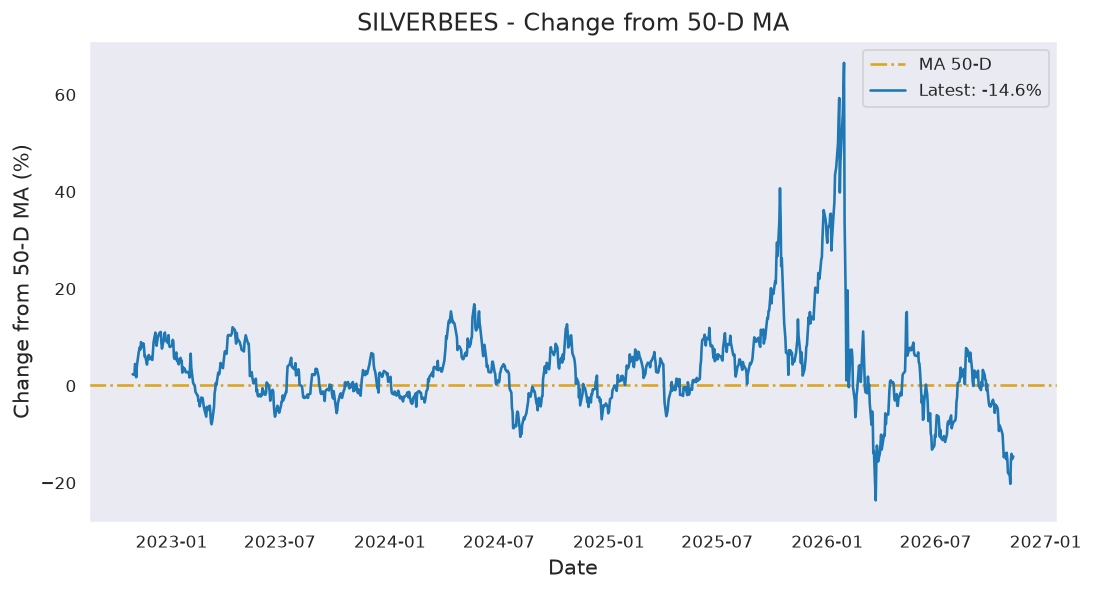 SILVERBEES - Change from 50-D MA
MA 50-D
Latest: -14.6%
Change from 50-D MA (%)
60
40
20
0
−20
2023-01 2023-07 2024-01 2024-07 2025-01 2025-07 2026-01 2026-07 2027-01
Date